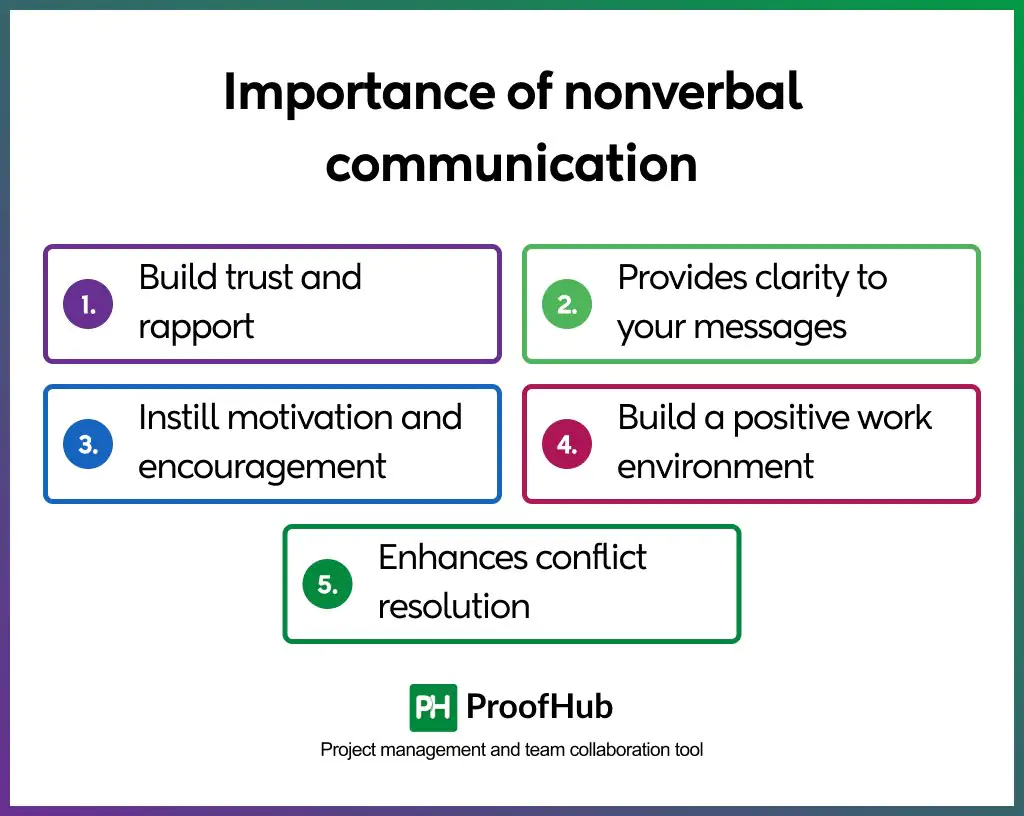 Importance of nonverbal
communication
1.
Build trust and
rapport
2.
Provides clarity to
your messages
3.
Instill motivation and
encouragement
4.
Build a positive work
environment
5.
Enhances conflict
resolution
PH ProofHub
Project management and team collaboration tool